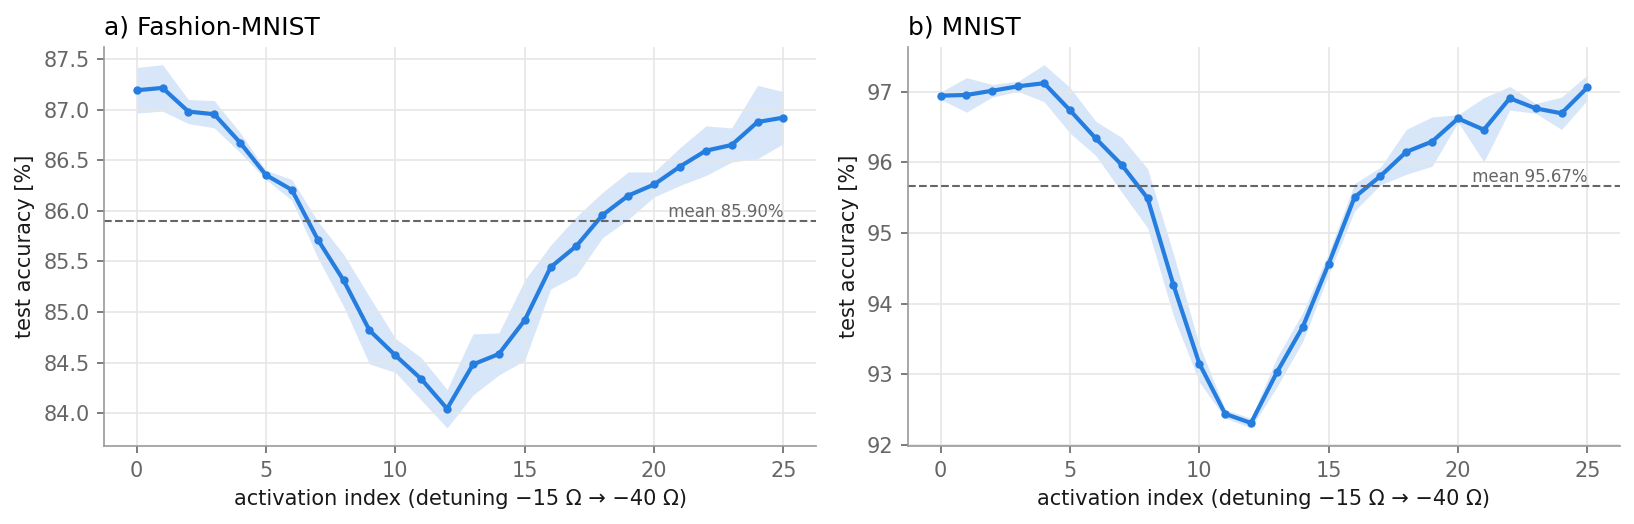 a) Fashion-MNIST
87.5
87.0
86.5
86.0
85.5
85.0
84.5
84.0
test accuracy [%]
mean 85.90%
0 5 10 15 20 25
activation index (detuning −15 Ω → −40 Ω)
b) MNIST
97
96
95
94
93
92
test accuracy [%]
mean 95.67%
0 5 10 15 20 25
activation index (detuning −15 Ω → −40 Ω)